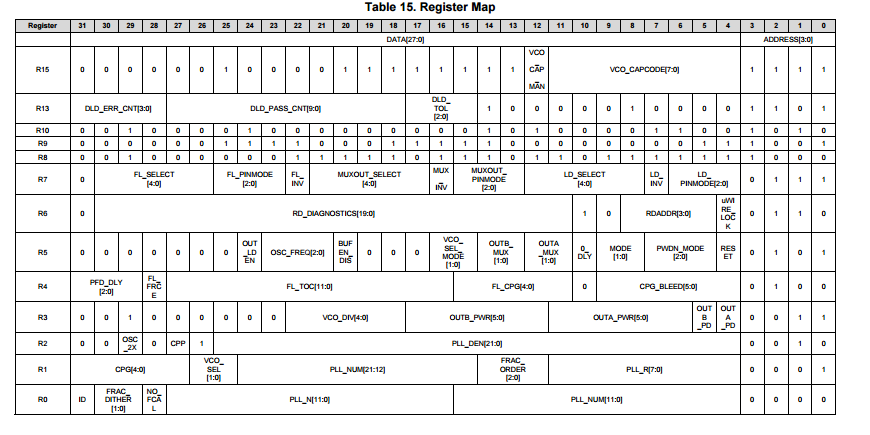 Table 15. Register Map
Register 31 30 29 28 27 26 25 24 23 22 21 20 19 18 17 16 15 14 13 12 11 10 9 8 7 6 5 4 3 2 1 0
DATA[27:0] ADDRESS[3:0]
R15 0 0 0 0 0 0 1 0 0 0 0 1 1 1 1 1 1 1 1 VCO_CAP_MAN VCO_CAPCODE[7:0] 1 1 1 1
R13 DLD_ERR_CNT[3:0] DLD_PASS_CNT[9:0] DLD_TOL[2:0] 1 0 0 0 0 0 1 0 0 0 0 1 1 0 1
R10 0 0 1 0 0 0 0 1 0 0 0 0 0 0 0 0 0 1 0 1 0 0 0 0 1 1 0 0 1 0 1 0
R9 0 0 0 0 0 0 1 1 1 1 0 0 0 1 1 1 1 1 0 0 0 0 0 0 0 0 1 1 1 0 0 1
R8 0 0 1 0 0 0 0 0 0 1 1 1 1 1 0 1 1 1 0 1 1 0 1 1 1 1 1 1 1 0 0 0
R7 0 FL_SELECT[4:0] FL_PINMODE[2:0] FL_INV MUXOUT_SELECT[4:0] MUX_INV MUXOUT_PINMODE[2:0] LD_SELECT[4:0] LD_INV LD_PINMODE[2:0] 0 1 1 1
R6 0 RD_DIAGNOSTICS[19:0] 1 0 RDADDR[3:0] uWIRE_LOCK 0 1 1 0
R5 0 0 0 0 0 0 0 OUT_LDEN OSC_FREQ[2:0] BUFEN_DIS 0 0 0 VCO_SEL_MODE[1:0] OUTB_MUX[1:0] OUTA_MUX[1:0] 0_DLY MODE[1:0] PWDN_MODE[2:0] RESET 0 1 0 1
R4 PFD_DLY[2:0] FL_FRCE FL_TOC[11:0] FL_CPG[4:0] 0 CPG_BLEED[5:0] 0 1 0 0
R3 0 0 1 0 0 0 0 0 0 VCO_DIV[4:0] OUTB_PWR[5:0] OUTA_PWR[5:0] OUTB_PD OUTA_PD 0 0 1 1
R2 0 0 OSC_2X 0 CPP 1 PLL_DEN[21:0] 0 0 1 0
R1 CPG[4:0] VCO_SEL[1:0] PLL_NUM[21:12] FRAC_ORDER[2:0] PLL_R[7:0] 0 0 0 1
R0 ID FRAC_DITHER[1:0] NO_FCAL PLL_N[11:0] PLL_NUM[11:0] 0 0 0 0